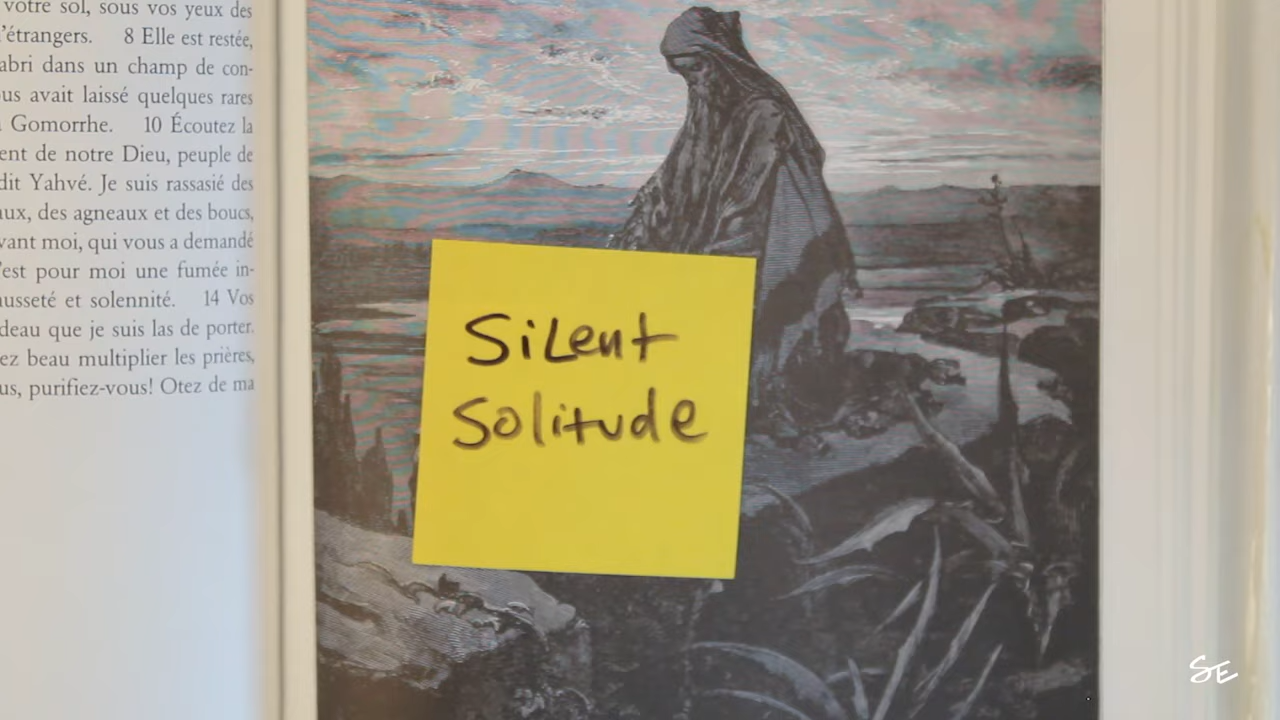 votre sol, sous vos yeux des
'étrangers. 8 Elle est restée,
abri dans un champ de con-
us avait laissé quelques rares
Gomorrhe. 10 Écoutez la
ent de notre Dieu, peuple de
dit Yahvé. Je suis rassasié des
aux, des agneaux et des boucs,
vant moi, qui vous a demandé
'est pour moi une fumée in-
ausseté et solennité. 14 Vos
deau que je suis las de porter.
ez beau multiplier les prières,
us, purifiez-vous! Otez de ma
Silent
Solitude
SE